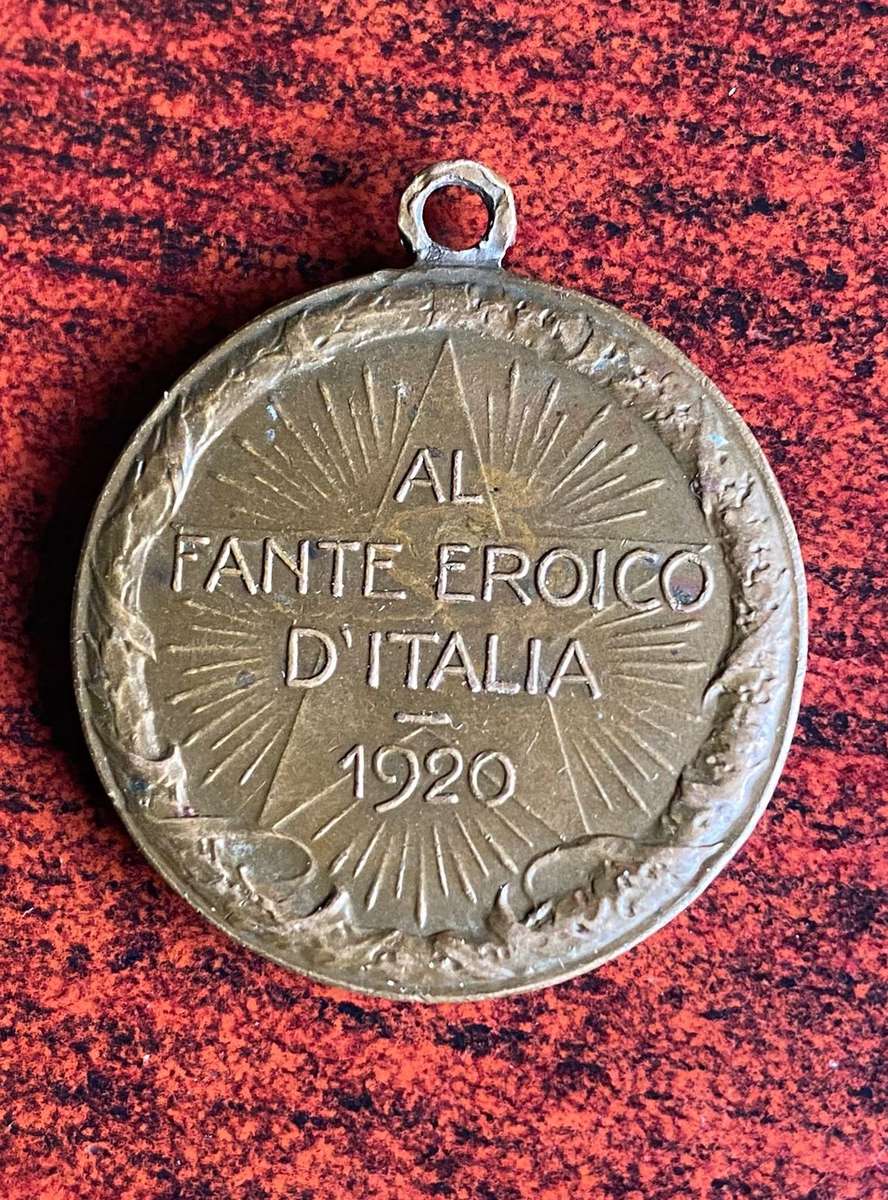 AL
FANTE EROICO
D'ITALIA
–
1920